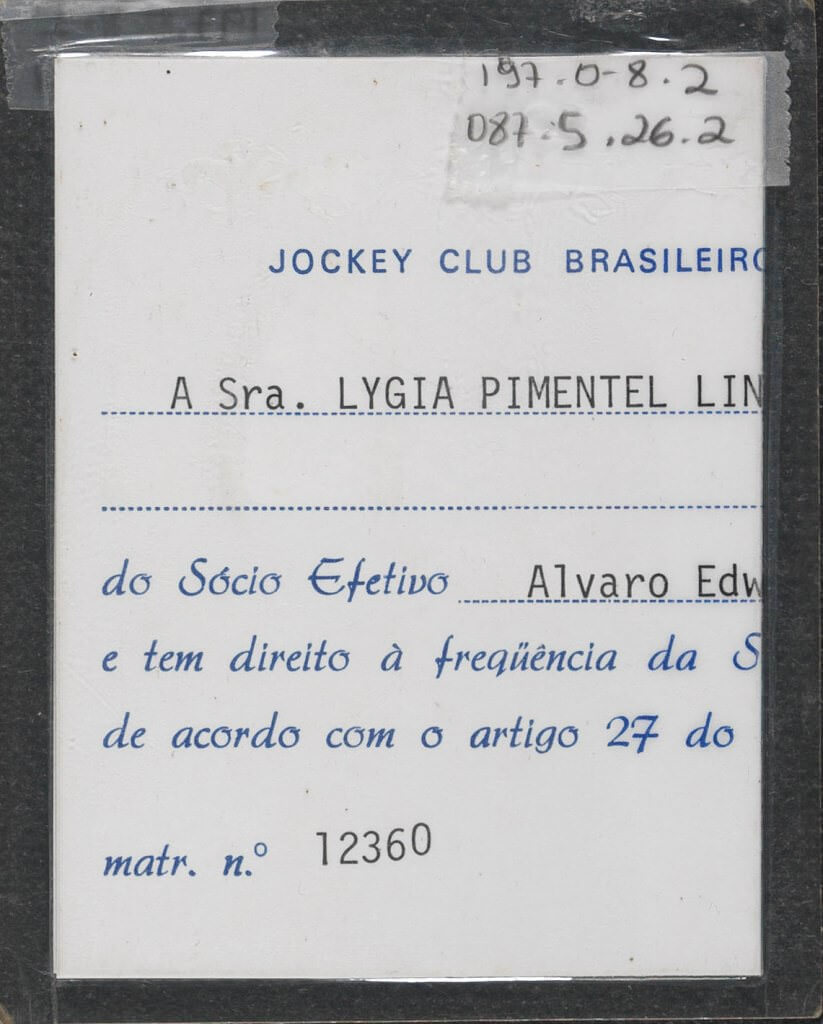 197.0-8.2
087.5.26.2
JOCKEY CLUB BRASILEIRO
A Sra. LYGIA PIMENTEL LIN
do Sócio Efetivo Alvaro Edw
e tem direito à freqüência da S
de acordo com o artigo 27 do
matr. n.º 12360